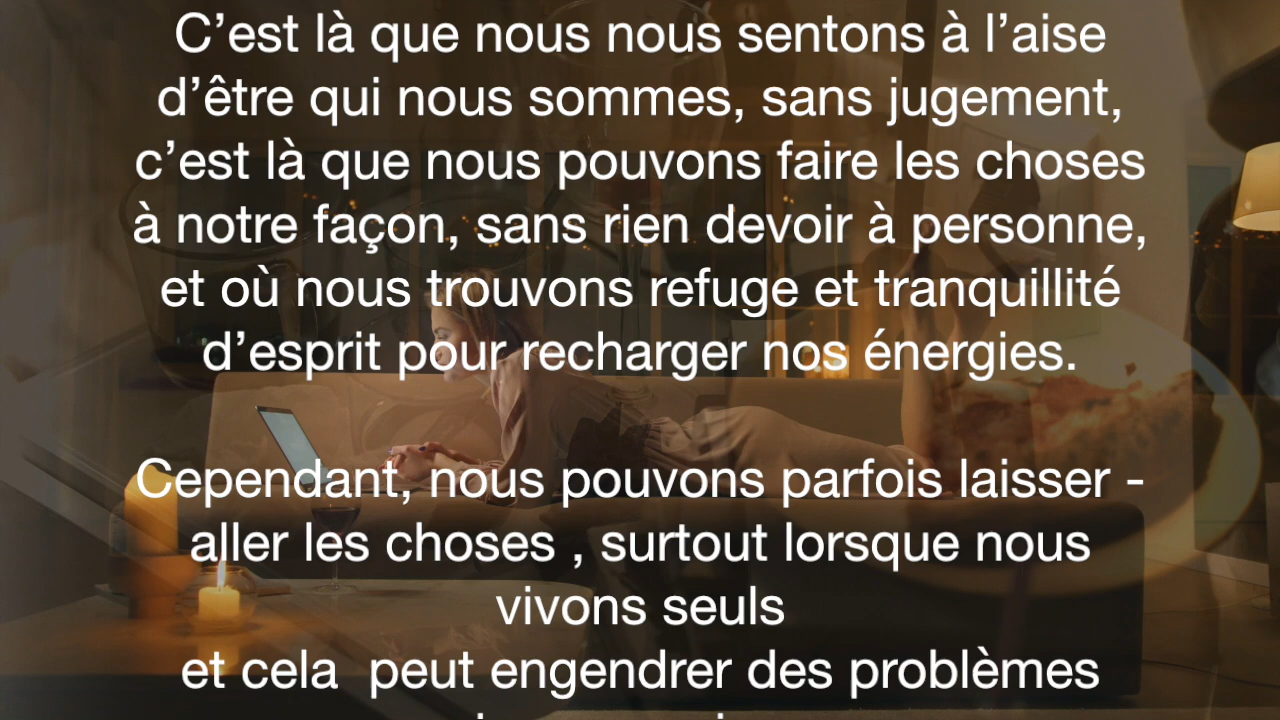 C’est là que nous nous sentons à l’aise
d’être qui nous sommes, sans jugement,
c’est là que nous pouvons faire les choses
à notre façon, sans rien devoir à personne,
et où nous trouvons refuge et tranquillité
d’esprit pour recharger nos énergies.
Cependant, nous pouvons parfois laisser -
aller les choses , surtout lorsque nous
vivons seuls
et cela  peut engendrer des problèmes